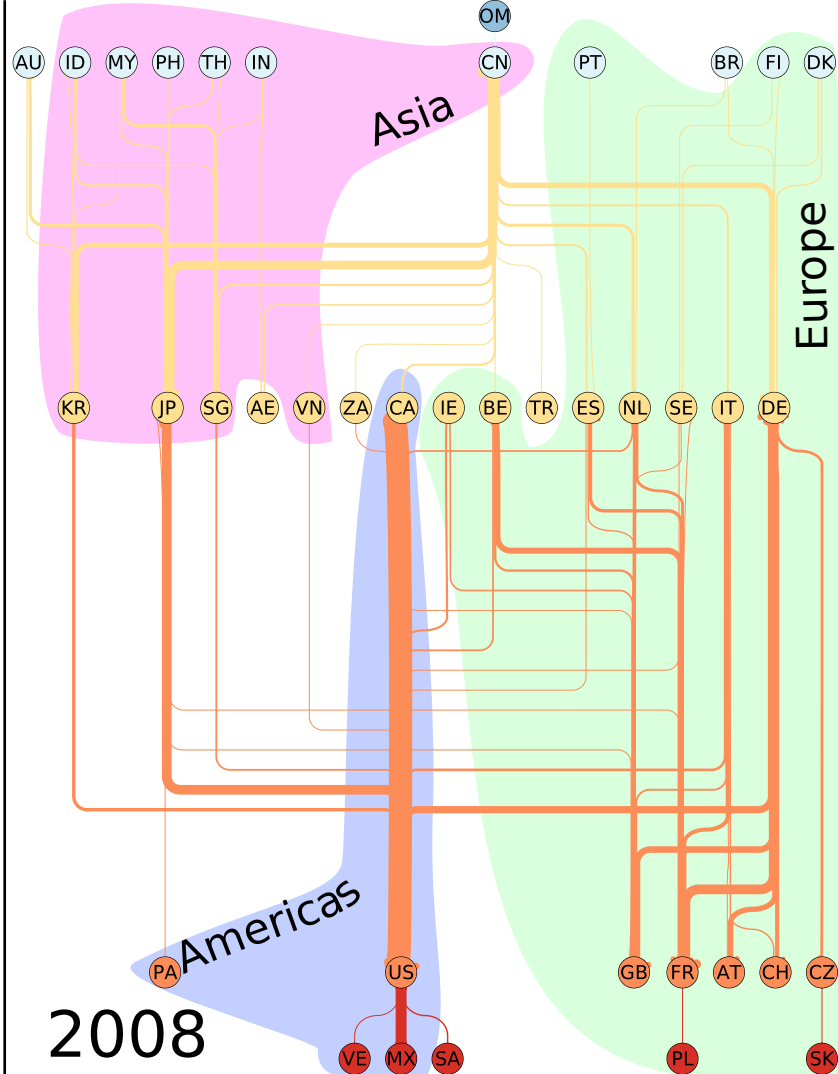 OM
AU ID MY PH TH IN CN PT BR FI DK
Asia
Europe
KR JP SG AE VN ZA CA IE BE TR ES NL SE IT DE
Americas
PA US GB FR AT CH CZ
2008
VE MX SA PL SK